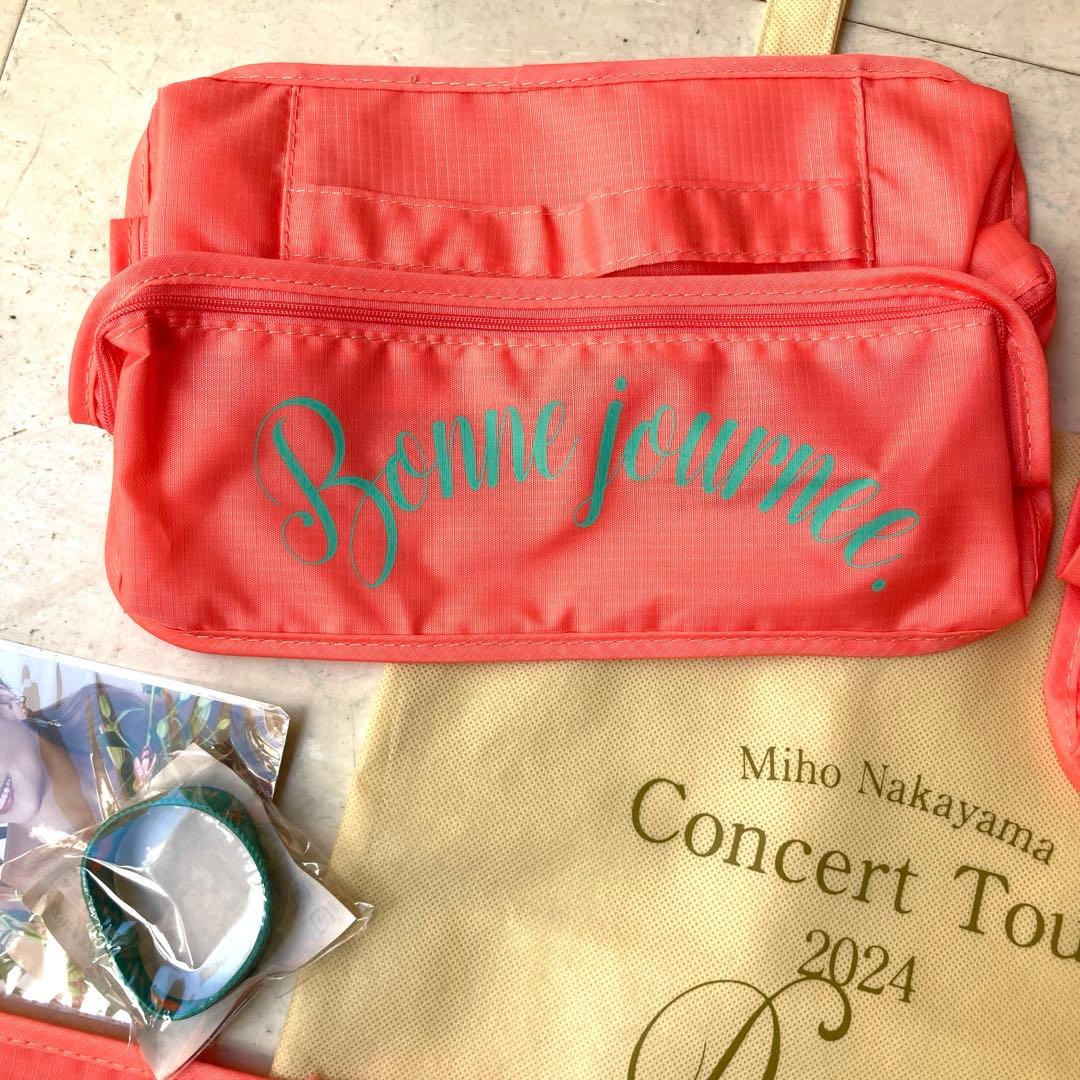 Bonne journee.
Miho Nakayama
Concert Tou
2024